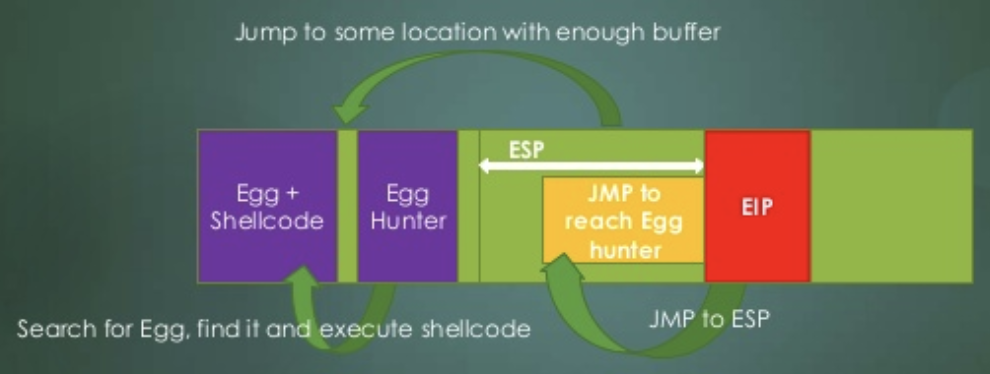 Jump to some location with enough buffer
ESP
Egg +
Shellcode
Egg
Hunter
JMP to
reach Egg
hunter
EIP
Search for Egg, find it and execute shellcode
JMP to ESP